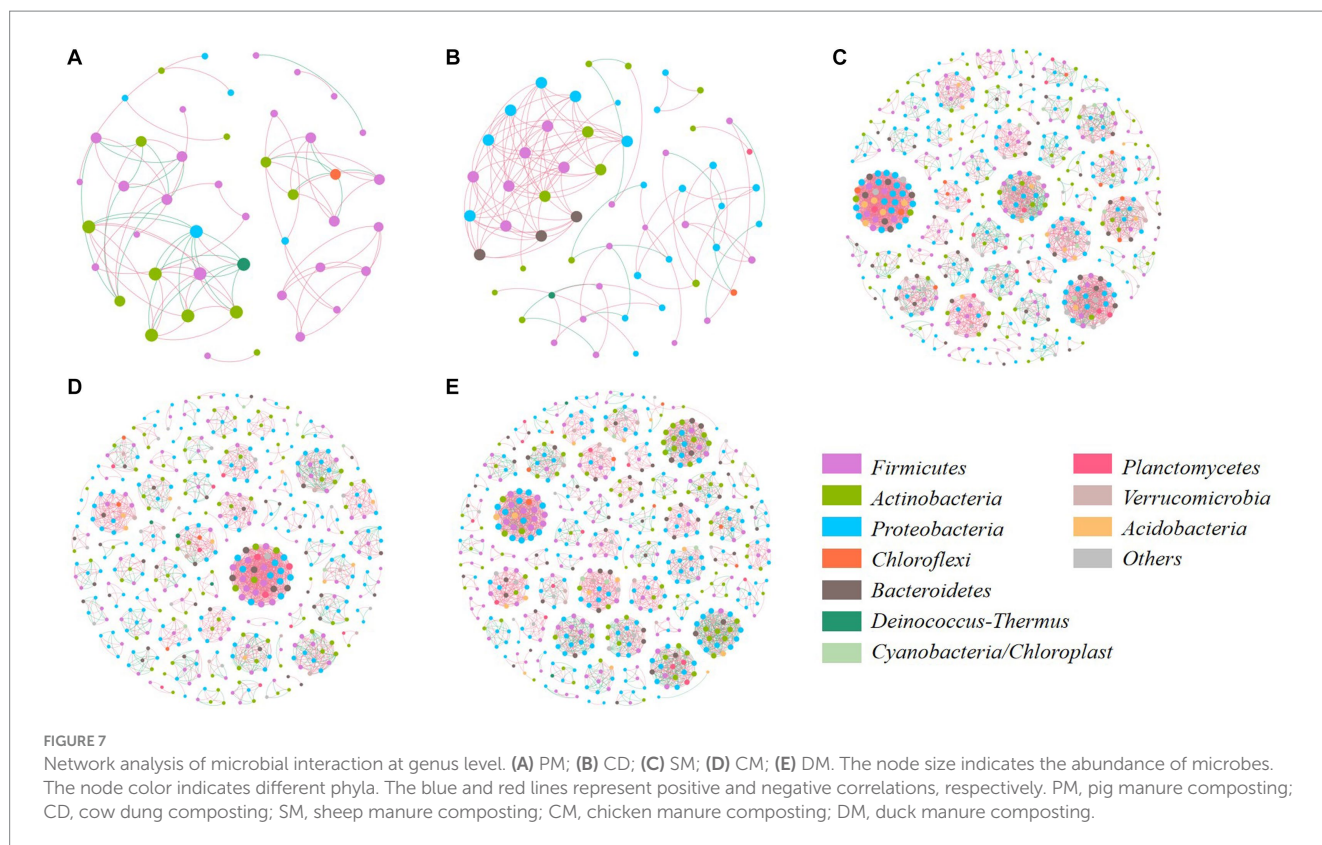 A
B
C
D
E
Firmicutes
Actinobacteria
Proteobacteria
Chloroflexi
Bacteroidetes
Deinococcus-Thermus
Cyanobacteria/Chloroplast
Planctomycetes
Verrucomicrobia
Acidobacteria
Others
FIGURE 7
Network analysis of microbial interaction at genus level. (A) PM; (B) CD; (C) SM; (D) CM; (E) DM. The node size indicates the abundance of microbes.
The node color indicates different phyla. The blue and red lines represent positive and negative correlations, respectively. PM, pig manure composting;
CD, cow dung composting; SM, sheep manure composting; CM, chicken manure composting; DM, duck manure composting.